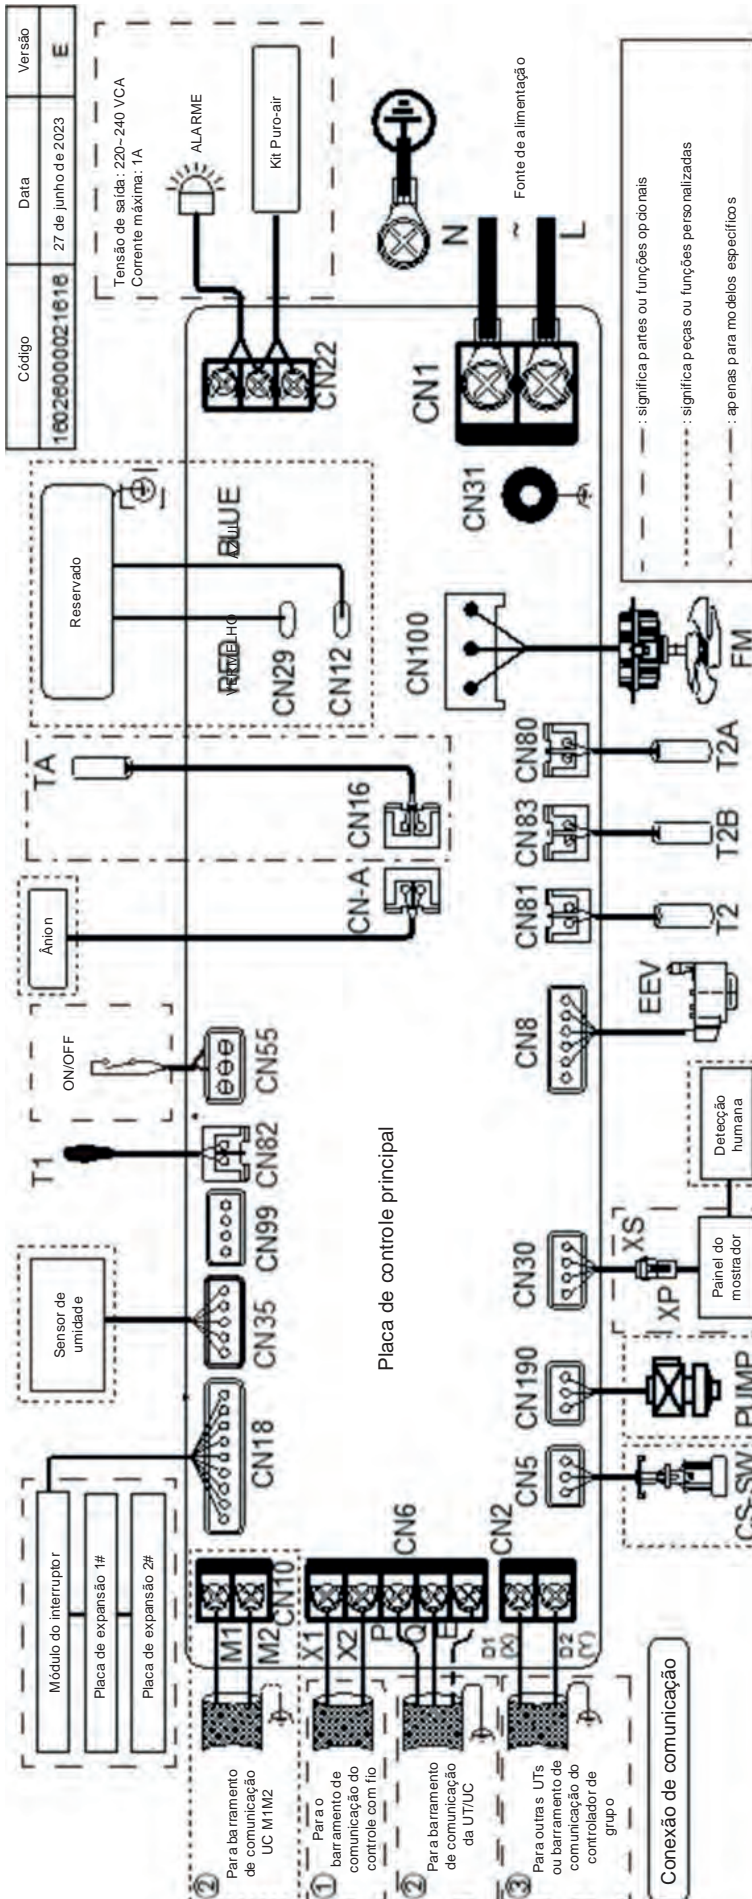 Código
Data
Versão
16026000021616
27 de junho de 2023
E
Tensão de saída: 220~240 VCA
Corrente máxima: 1A
ALARME
Kit Puro-air
CN22
Fonte de alimentação
N
~
L
CN1
CN31
Reservado
RED
VERMELHO
BLUE
AZUL
CN29
CN12
TA
CN16
Ânion
CN-A
ON/OFF
CN55
T1
CN82
CN99
Sensor de
umidade
CN35
CN18
Módulo do interruptor
Placa de expansão 1#
Placa de expansão 2#
Placa de controle principal
CN100
FM
CN80
T2A
CN83
T2B
CN81
T2
CN8
EEV
CN30
XS
XP
Painel do
mostrador
Detecção
humana
CN190
PUMP
CN5
CS-SW
M1
M2
CN10
X1
X2
P
Q
E
CN6
D1
(X)
D2
(Y)
CN2
②
Para barramento
de comunicação
UC M1M2
①
Para o
barramento de
comunicação do
controle com fio
②
Para barramento
de comunicação
da UT/UC
③
Para outras UTs
ou barramento de
comunicação do
controlador de
grupo
Conexão de comunicação
: significa partes ou funções opcionais
: significa peças ou funções personalizadas
: apenas para modelos específicos